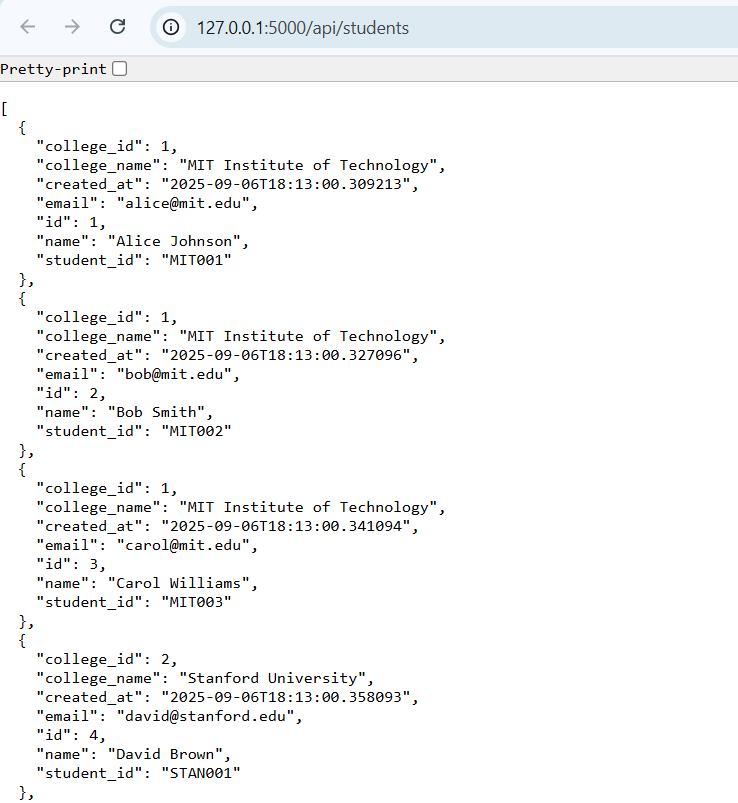 127.0.0.1:5000/api/students
Pretty-print
[
  {
    "college_id": 1,
    "college_name": "MIT Institute of Technology",
    "created_at": "2025-09-06T18:13:00.309213",
    "email": "alice@mit.edu",
    "id": 1,
    "name": "Alice Johnson",
    "student_id": "MIT001"
  },
  {
    "college_id": 1,
    "college_name": "MIT Institute of Technology",
    "created_at": "2025-09-06T18:13:00.327096",
    "email": "bob@mit.edu",
    "id": 2,
    "name": "Bob Smith",
    "student_id": "MIT002"
  },
  {
    "college_id": 1,
    "college_name": "MIT Institute of Technology",
    "created_at": "2025-09-06T18:13:00.341094",
    "email": "carol@mit.edu",
    "id": 3,
    "name": "Carol Williams",
    "student_id": "MIT003"
  },
  {
    "college_id": 2,
    "college_name": "Stanford University",
    "created_at": "2025-09-06T18:13:00.358093",
    "email": "david@stanford.edu",
    "id": 4,
    "name": "David Brown",
    "student_id": "STAN001"
  },